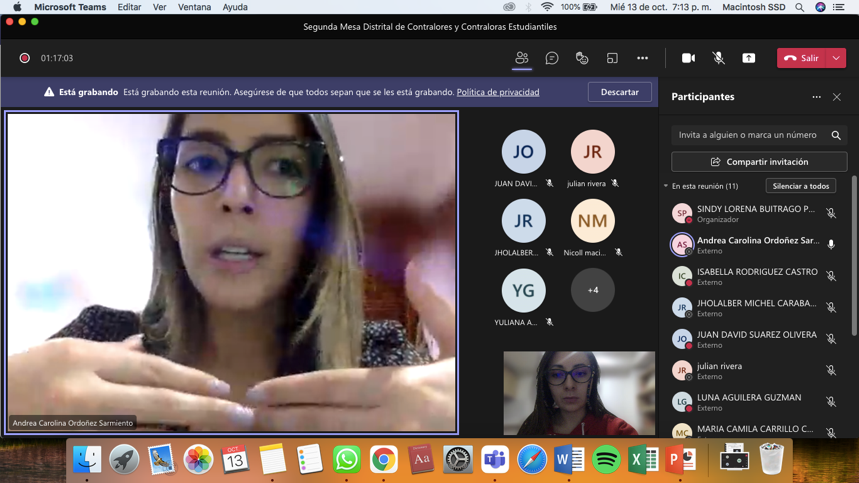 Microsoft Teams Editar Ver Ventana Ayuda 100% Mié 13 de oct. 7:13 p. m. Macintosh SSD
Segunda Mesa Distrital de Contralores y Contraloras Estudiantiles
01:17:03 Salir
Está grabando Está grabando esta reunión. Asegúrese de que todos sepan que se les está grabando. Política de privacidad Descartar
Participantes
Invita a alguien o marca un número
Compartir invitación
En esta reunión (11) Silenciar a todos
SP SINDY LORENA BUITRAGO P...
Organizador
AS Andrea Carolina Ordoñez Sar...
Externo
IC ISABELLA RODRIGUEZ CASTRO
Externo
JR JHOLALBER MICHEL CARABA...
Externo
JO JUAN DAVID SUAREZ OLIVERA
Externo
JR julian rivera
Externo
LG LUNA AGUILERA GUZMAN
Externo
MC MARIA CAMILA CARRILLO C...
JO JR
JUAN DAVI... julian rivera
JR NM
JHOLALBER... Nicoll maci...
YG +4
YULIANA A...
Andrea Carolina Ordoñez Sarmiento
OCT
13
Aa
W
X
P